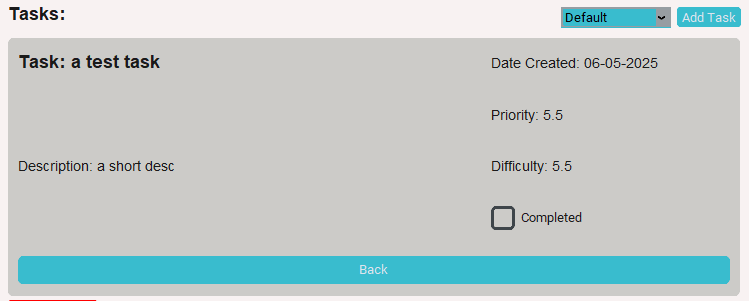 Tasks:
Default
Add Task
Task: a test task
Date Created: 06-05-2025
Priority: 5.5
Description: a short desc
Difficulty: 5.5
Completed
Back